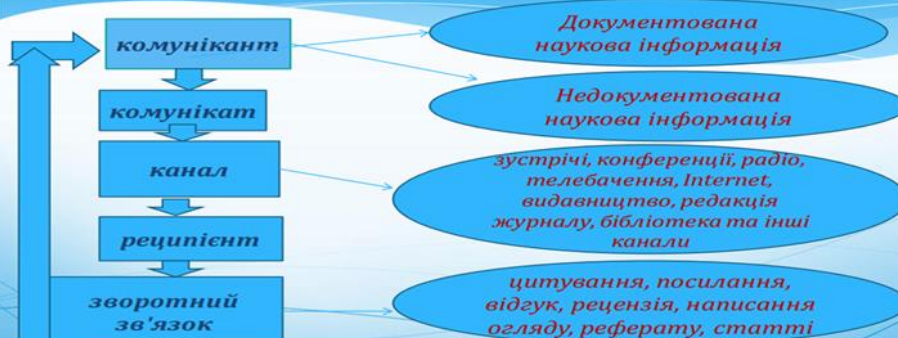 комунікант
Документована
наукова інформація
комунікат
Недокументована
наукова інформація
канал
зустрічі, конференції, радіо,
телебачення, Internet,
видавництво, редакція
журналу, бібліотека та інші
канали
реципієнт
зворотний
зв'язок
цитування, посилання,
відгук, рецензія, написання
огляду, реферату, статті